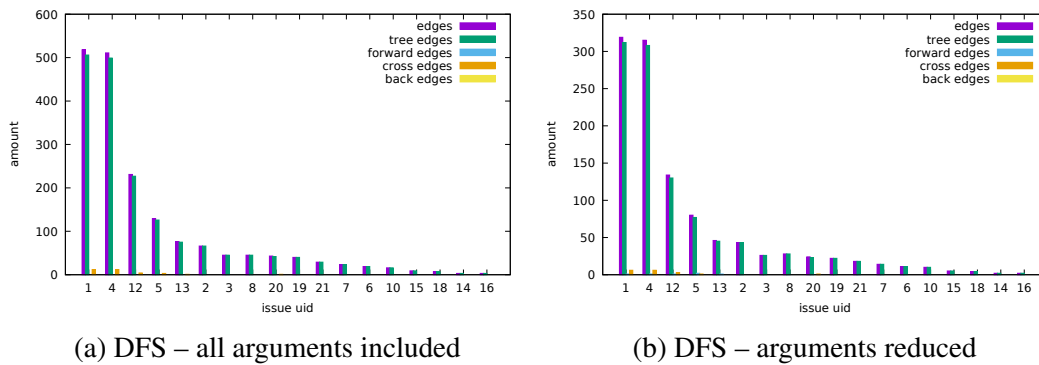 600
500
400
300
200
100
0
amount
edges
tree edges
forward edges
cross edges
back edges
1 4 12 5 13 2 3 8 20 19 21 7 6 10 15 18 14 16
issue uid
(a) DFS – all arguments included
350
300
250
200
150
100
50
0
amount
edges
tree edges
forward edges
cross edges
back edges
1 4 12 5 13 2 3 8 20 19 21 7 6 10 15 18 14 16
issue uid
(b) DFS – arguments reduced